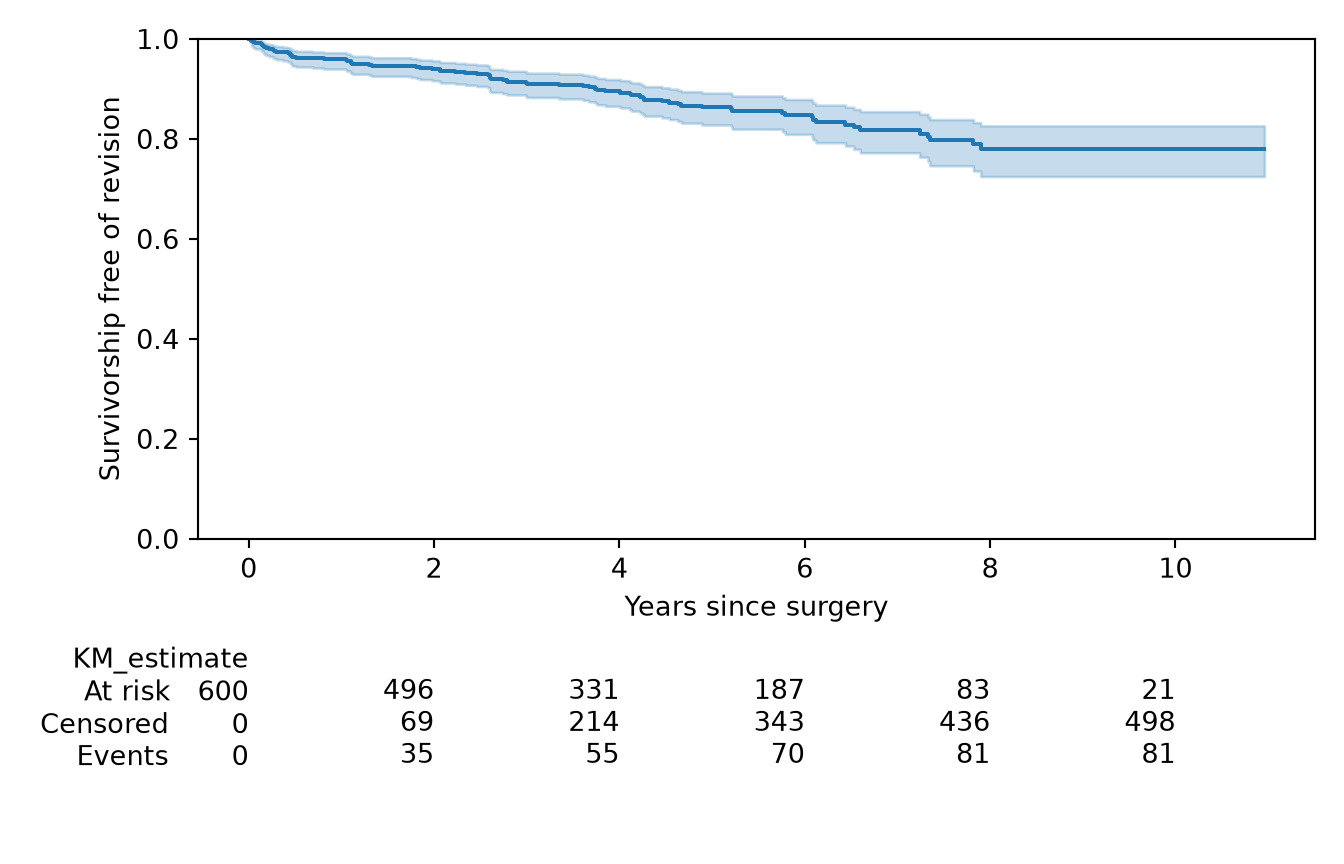 1.0
0.8
0.6
0.4
0.2
0.0
Survivorship free of revision
0 2 4 6 8 10
Years since surgery
KM_estimate
At risk 600 496 331 187 83 21
Censored 0 69 214 343 436 498
Events 0 35 55 70 81 81